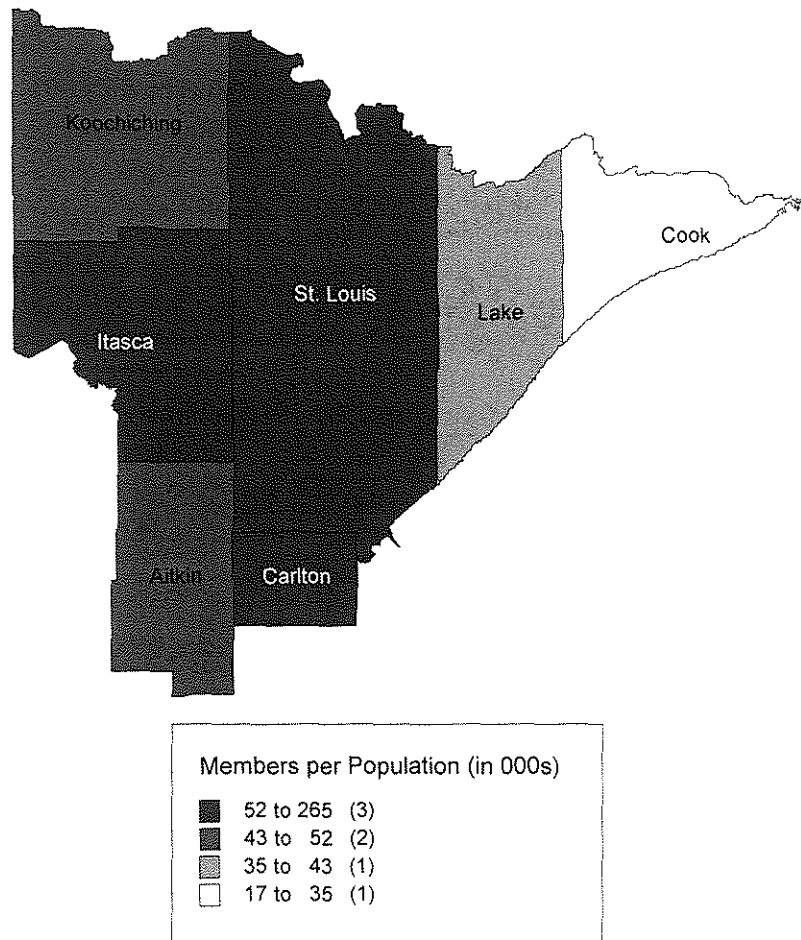 Koochiching
Cook
St. Louis
Lake
Itasca
Aitkin
Carlton
Members per Population (in 000s)
52 to 265 (3)
43 to 52 (2)
35 to 43 (1)
17 to 35 (1)